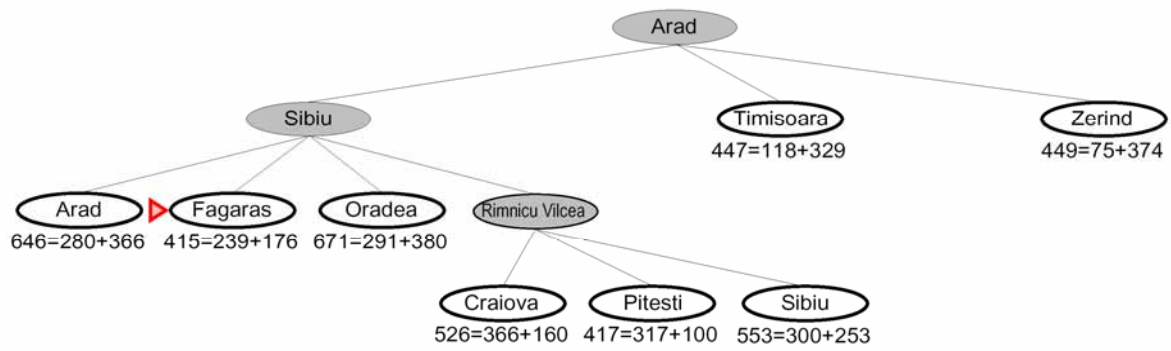 Arad
Sibiu
Timisoara
Zerind
447=118+329
449=75+374
Arad
Fagaras
Oradea
Rimnicu Vilcea
646=280+366
415=239+176
671=291+380
Craiova
Pitesti
Sibiu
526=366+160
417=317+100
553=300+253